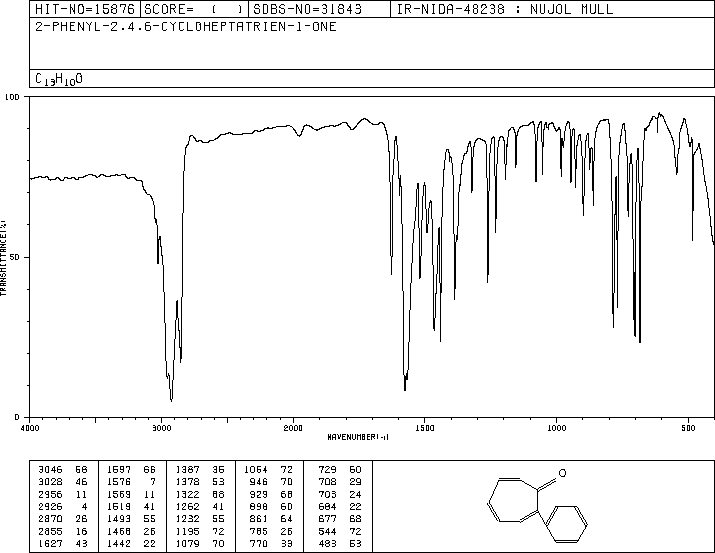 HIT-NO=15876 SCORE= ( ) SDBS-NO=31843 IR-NIDA-48238 : NUJOL MULL
2-PHENYL-2.4.6-CYCLOHEPTATRIEN-1-ONE
C13H10O
100
TRANSMITTANCE(%)
50
0
4000 3000 2000 1500 1000 500
WAVENUMBER(-1)
3046 68 1597 66 1387 35 1054 72 729 60
3028 46 1576 7 1378 53 946 70 708 29
2956 11 1569 11 1322 68 929 68 703 24
2926 4 1519 41 1262 41 898 60 684 22
2870 26 1493 55 1232 55 861 64 677 68
2855 16 1468 26 1195 72 785 26 544 72
1627 43 1442 22 1079 70 770 33 483 53
O